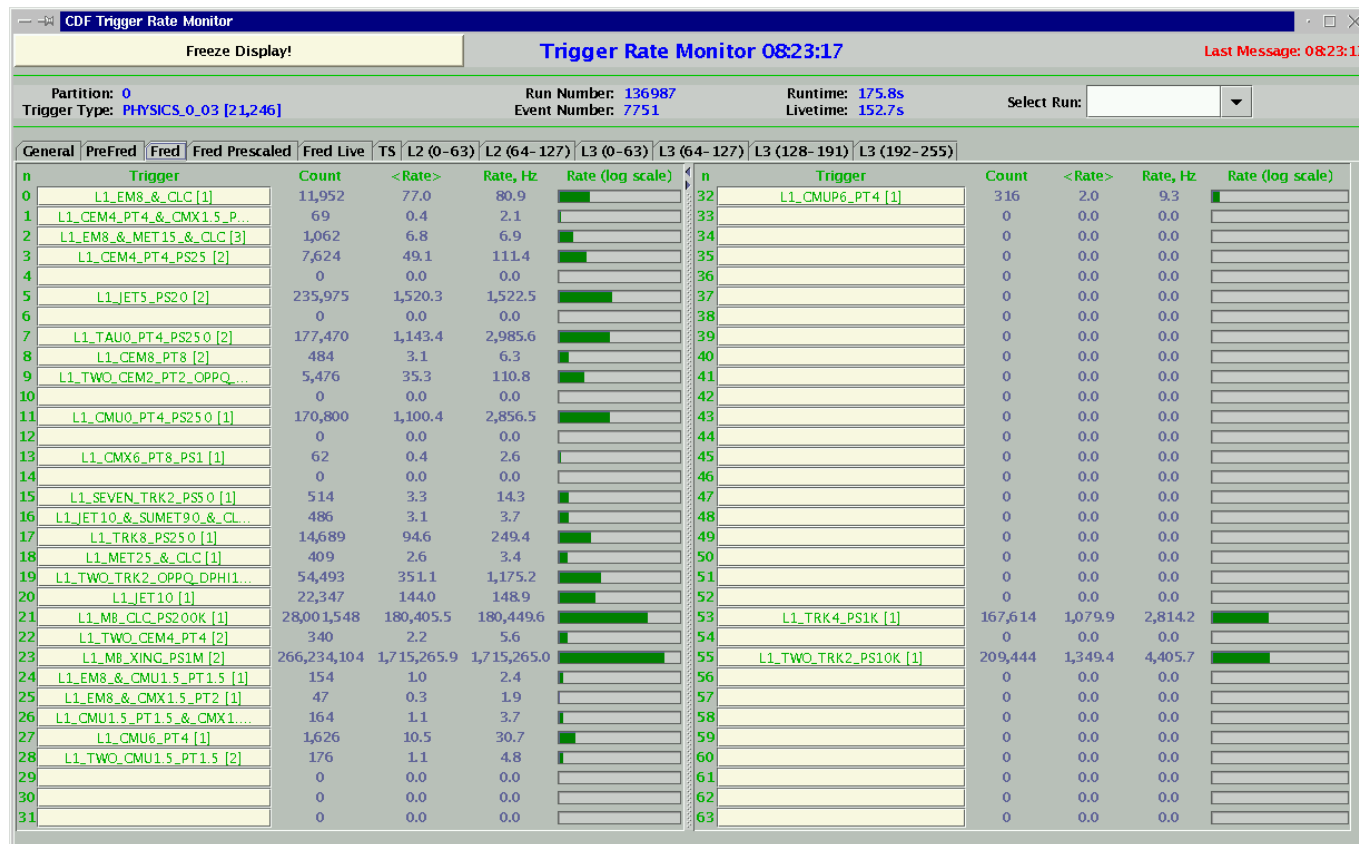 CDF Trigger Rate Monitor
Freeze Display!
Trigger Rate Monitor 08:23:17
Last Message: 08:23:1
Partition: 0 Run Number: 136987 Runtime: 175.8s
Trigger Type: PHYSICS_0_03 [21,246] Event Number: 7751 Livetime: 152.7s
Select Run:
General PreFred Fred Fred Prescaled Fred Live TS L2 (0-63) L2 (64-127) L3 (0-63) L3 (64-127) L3 (128-191) L3 (192-255)
n Trigger Count <Rate> Rate, Hz Rate (log scale) n Trigger Count <Rate> Rate, Hz Rate (log scale)
0 L1_EM8_&_CLC [1] 11,952 77.0 80.9 32 L1_CMUP6_PT4 [1] 316 2.0 9.3
1 L1_CEM4_PT4_&_CMX1.5_P... 69 0.4 2.1 33 0 0.0 0.0
2 L1_EM8_&_MET15_&_CLC [3] 1,062 6.8 6.9 34 0 0.0 0.0
3 L1_CEM4_PT4_PS25 [2] 7,624 49.1 111.4 35 0 0.0 0.0
4 0 0.0 0.0 36 0 0.0 0.0
5 L1_JET5_PS20 [2] 235,975 1,520.3 1,522.5 37 0 0.0 0.0
6 0 0.0 0.0 38 0 0.0 0.0
7 L1_TAU0_PT4_PS250 [2] 177,470 1,143.4 2,985.6 39 0 0.0 0.0
8 L1_CEM8_PT8 [2] 484 3.1 6.3 40 0 0.0 0.0
9 L1_TWO_CEM2_PT2_OPPQ_... 5,476 35.3 110.8 41 0 0.0 0.0
10 0 0.0 0.0 42 0 0.0 0.0
11 L1_CMU0_PT4_PS250 [1] 170,800 1,100.4 2,856.5 43 0 0.0 0.0
12 0 0.0 0.0 44 0 0.0 0.0
13 L1_CMX6_PT8_PS1 [1] 62 0.4 2.6 45 0 0.0 0.0
14 0 0.0 0.0 46 0 0.0 0.0
15 L1_SEVEN_TRK2_PS50 [1] 514 3.3 14.3 47 0 0.0 0.0
16 L1_JET10_&_SUMET90_&_CL... 486 3.1 3.7 48 0 0.0 0.0
17 L1_TRK8_PS250 [1] 14,689 94.6 249.4 49 0 0.0 0.0
18 L1_MET25_&_CLC [1] 409 2.6 3.4 50 0 0.0 0.0
19 L1_TWO_TRK2_OPPQ_DPHI1... 54,493 351.1 1,175.2 51 0 0.0 0.0
20 L1_JET10 [1] 22,347 144.0 148.9 52 0 0.0 0.0
21 L1_MB_CLC_PS200K [1] 28,001,548 180,405.5 180,449.6 53 L1_TRK4_PS1K [1] 167,614 1,079.9 2,814.2
22 L1_TWO_CEM4_PT4 [2] 340 2.2 5.6 54 0 0.0 0.0
23 L1_MB_XING_PS1M [2] 266,234,104 1,715,265.9 1,715,265.0 55 L1_TWO_TRK2_PS10K [1] 209,444 1,349.4 4,405.7
24 L1_EM8_&_CMU1.5_PT1.5 [1] 154 1.0 2.4 56 0 0.0 0.0
25 L1_EM8_&_CMX1.5_PT2 [1] 47 0.3 1.9 57 0 0.0 0.0
26 L1_CMU1.5_PT1.5_&_CMX1.... 164 1.1 3.7 58 0 0.0 0.0
27 L1_CMU6_PT4 [1] 1,626 10.5 30.7 59 0 0.0 0.0
28 L1_TWO_CMU1.5_PT1.5 [2] 176 1.1 4.8 60 0 0.0 0.0
29 0 0.0 0.0 61 0 0.0 0.0
30 0 0.0 0.0 62 0 0.0 0.0
31 0 0.0 0.0 63 0 0.0 0.0